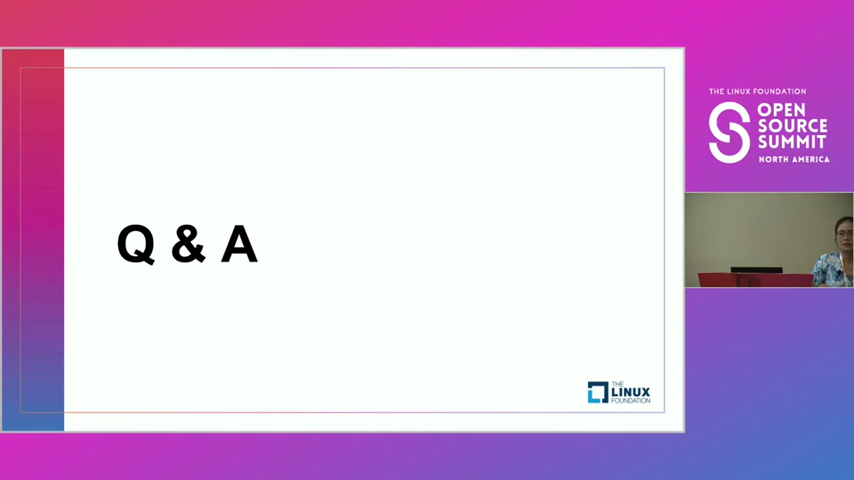 Q & A
THE
LINUX
FOUNDATION
THE LINUX FOUNDATION
OPEN
SOURCE
SUMMIT
NORTH AMERICA